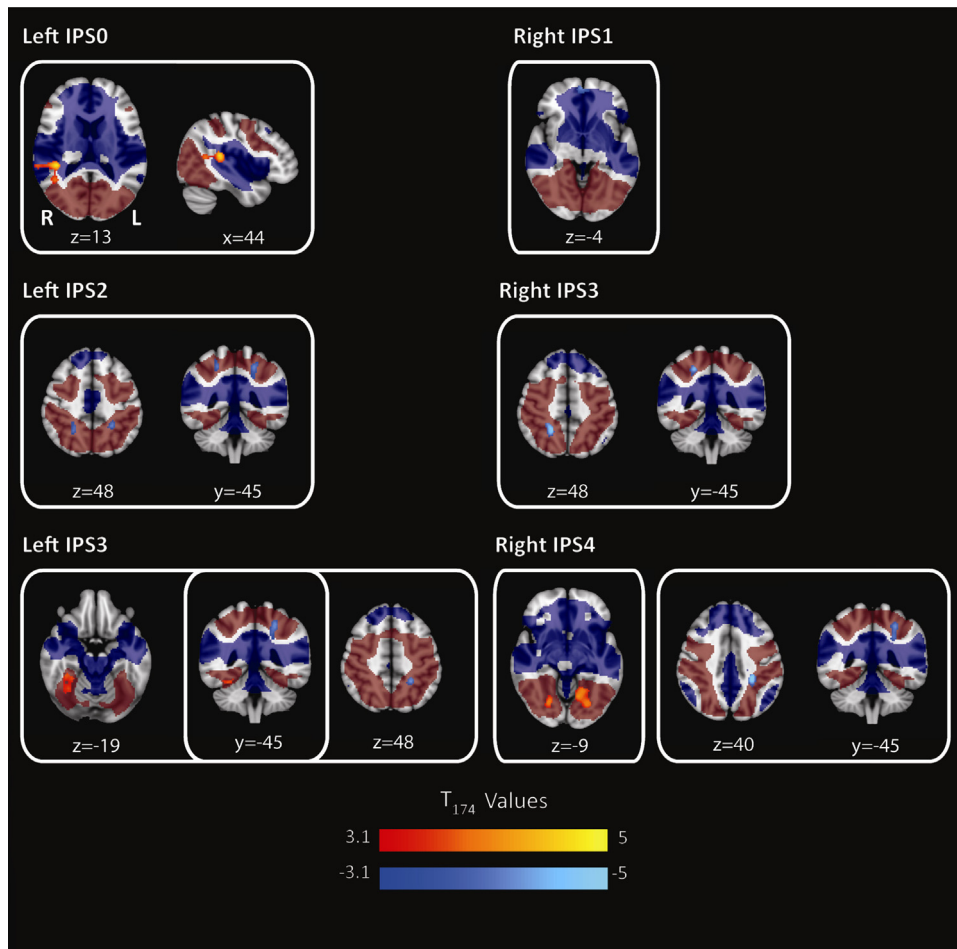 Left IPS0
Right IPS1
R
L
z=13
x=44
z=-4
Left IPS2
Right IPS3
z=48
y=-45
z=48
y=-45
Left IPS3
Right IPS4
z=-19
y=-45
z=48
z=-9
z=40
y=-45
T174 Values
3.1
5
-3.1
-5